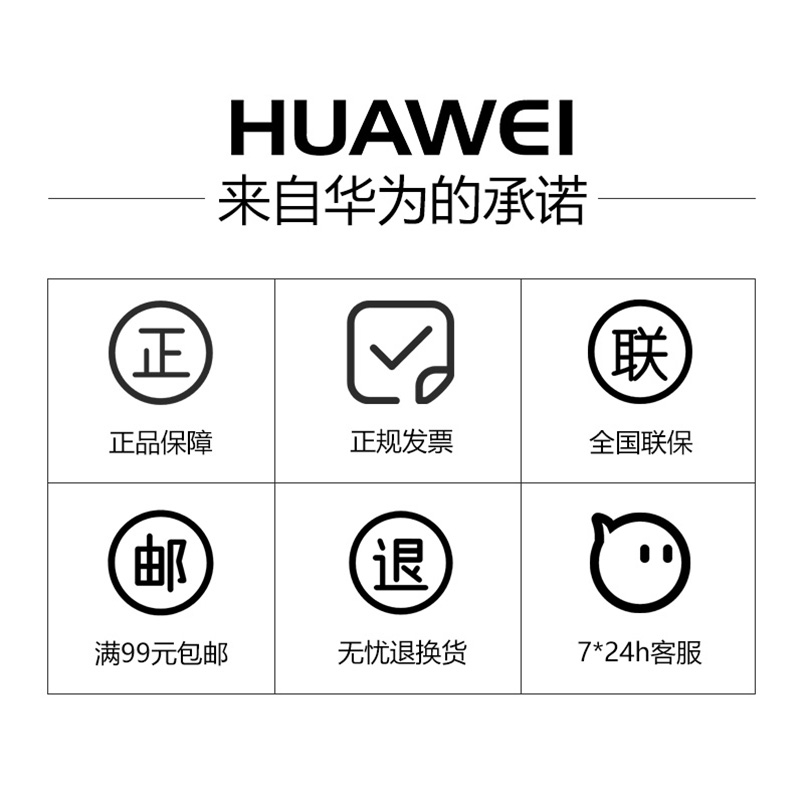 HUAWEI
来自华为的承诺
正
联
正品保障
正规发票
全国联保
邮
退
满99元包邮
无忧退换货
7*24h客服